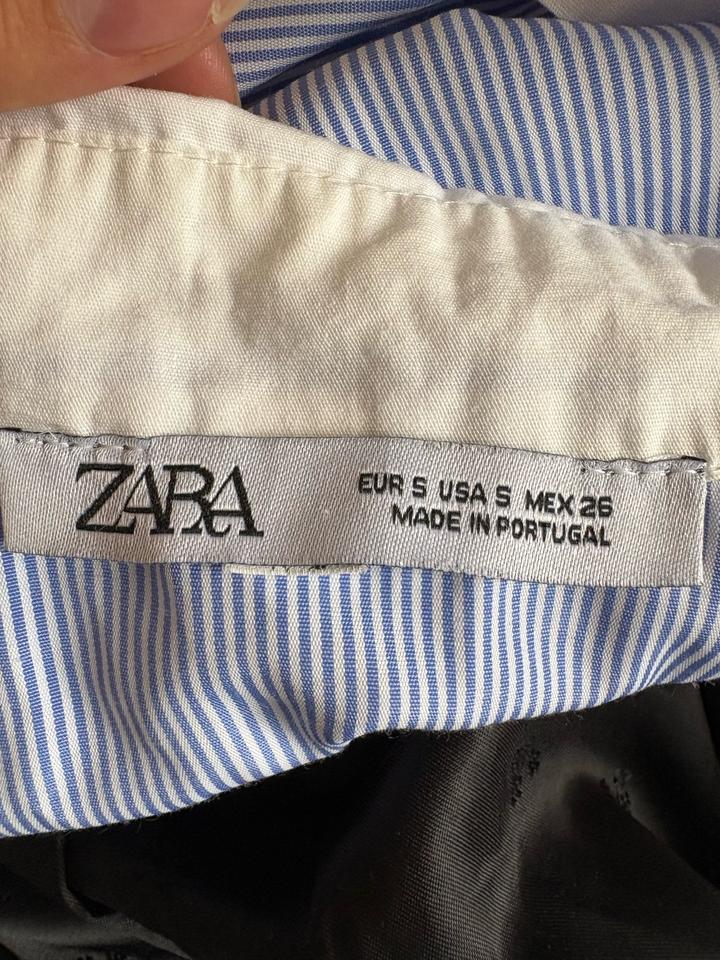 ZARA
EUR S USA S MEX 26
MADE IN PORTUGAL